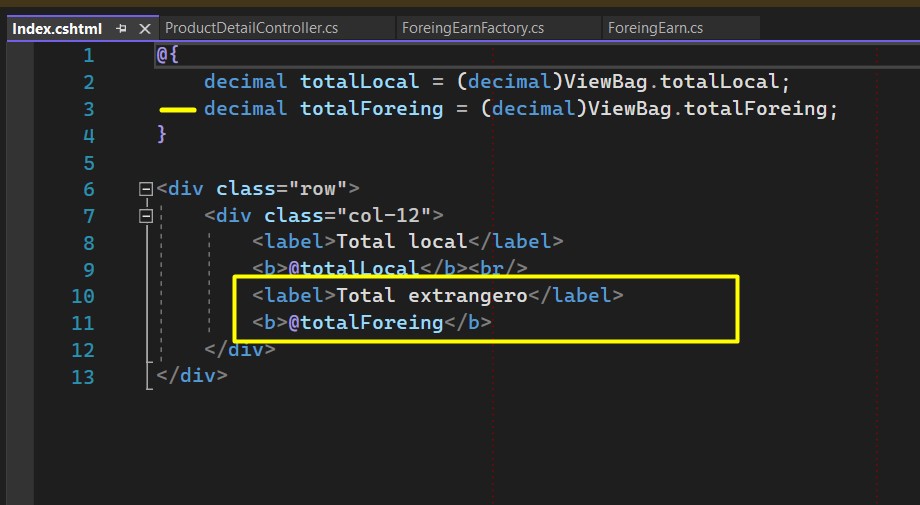 Index.cshtml ProductDetailController.cs ForeingEarnFactory.cs ForeingEarn.cs
1 @{
2 decimal totalLocal = (decimal)ViewBag.totalLocal;
3 decimal totalForeing = (decimal)ViewBag.totalForeing;
4 }
5
6 <div class="row">
7 <div class="col-12">
8 <label>Total local</label>
9 <b>@totalLocal</b><br/>
10 <label>Total extrangero</label>
11 <b>@totalForeing</b>
12 </div>
13 </div>